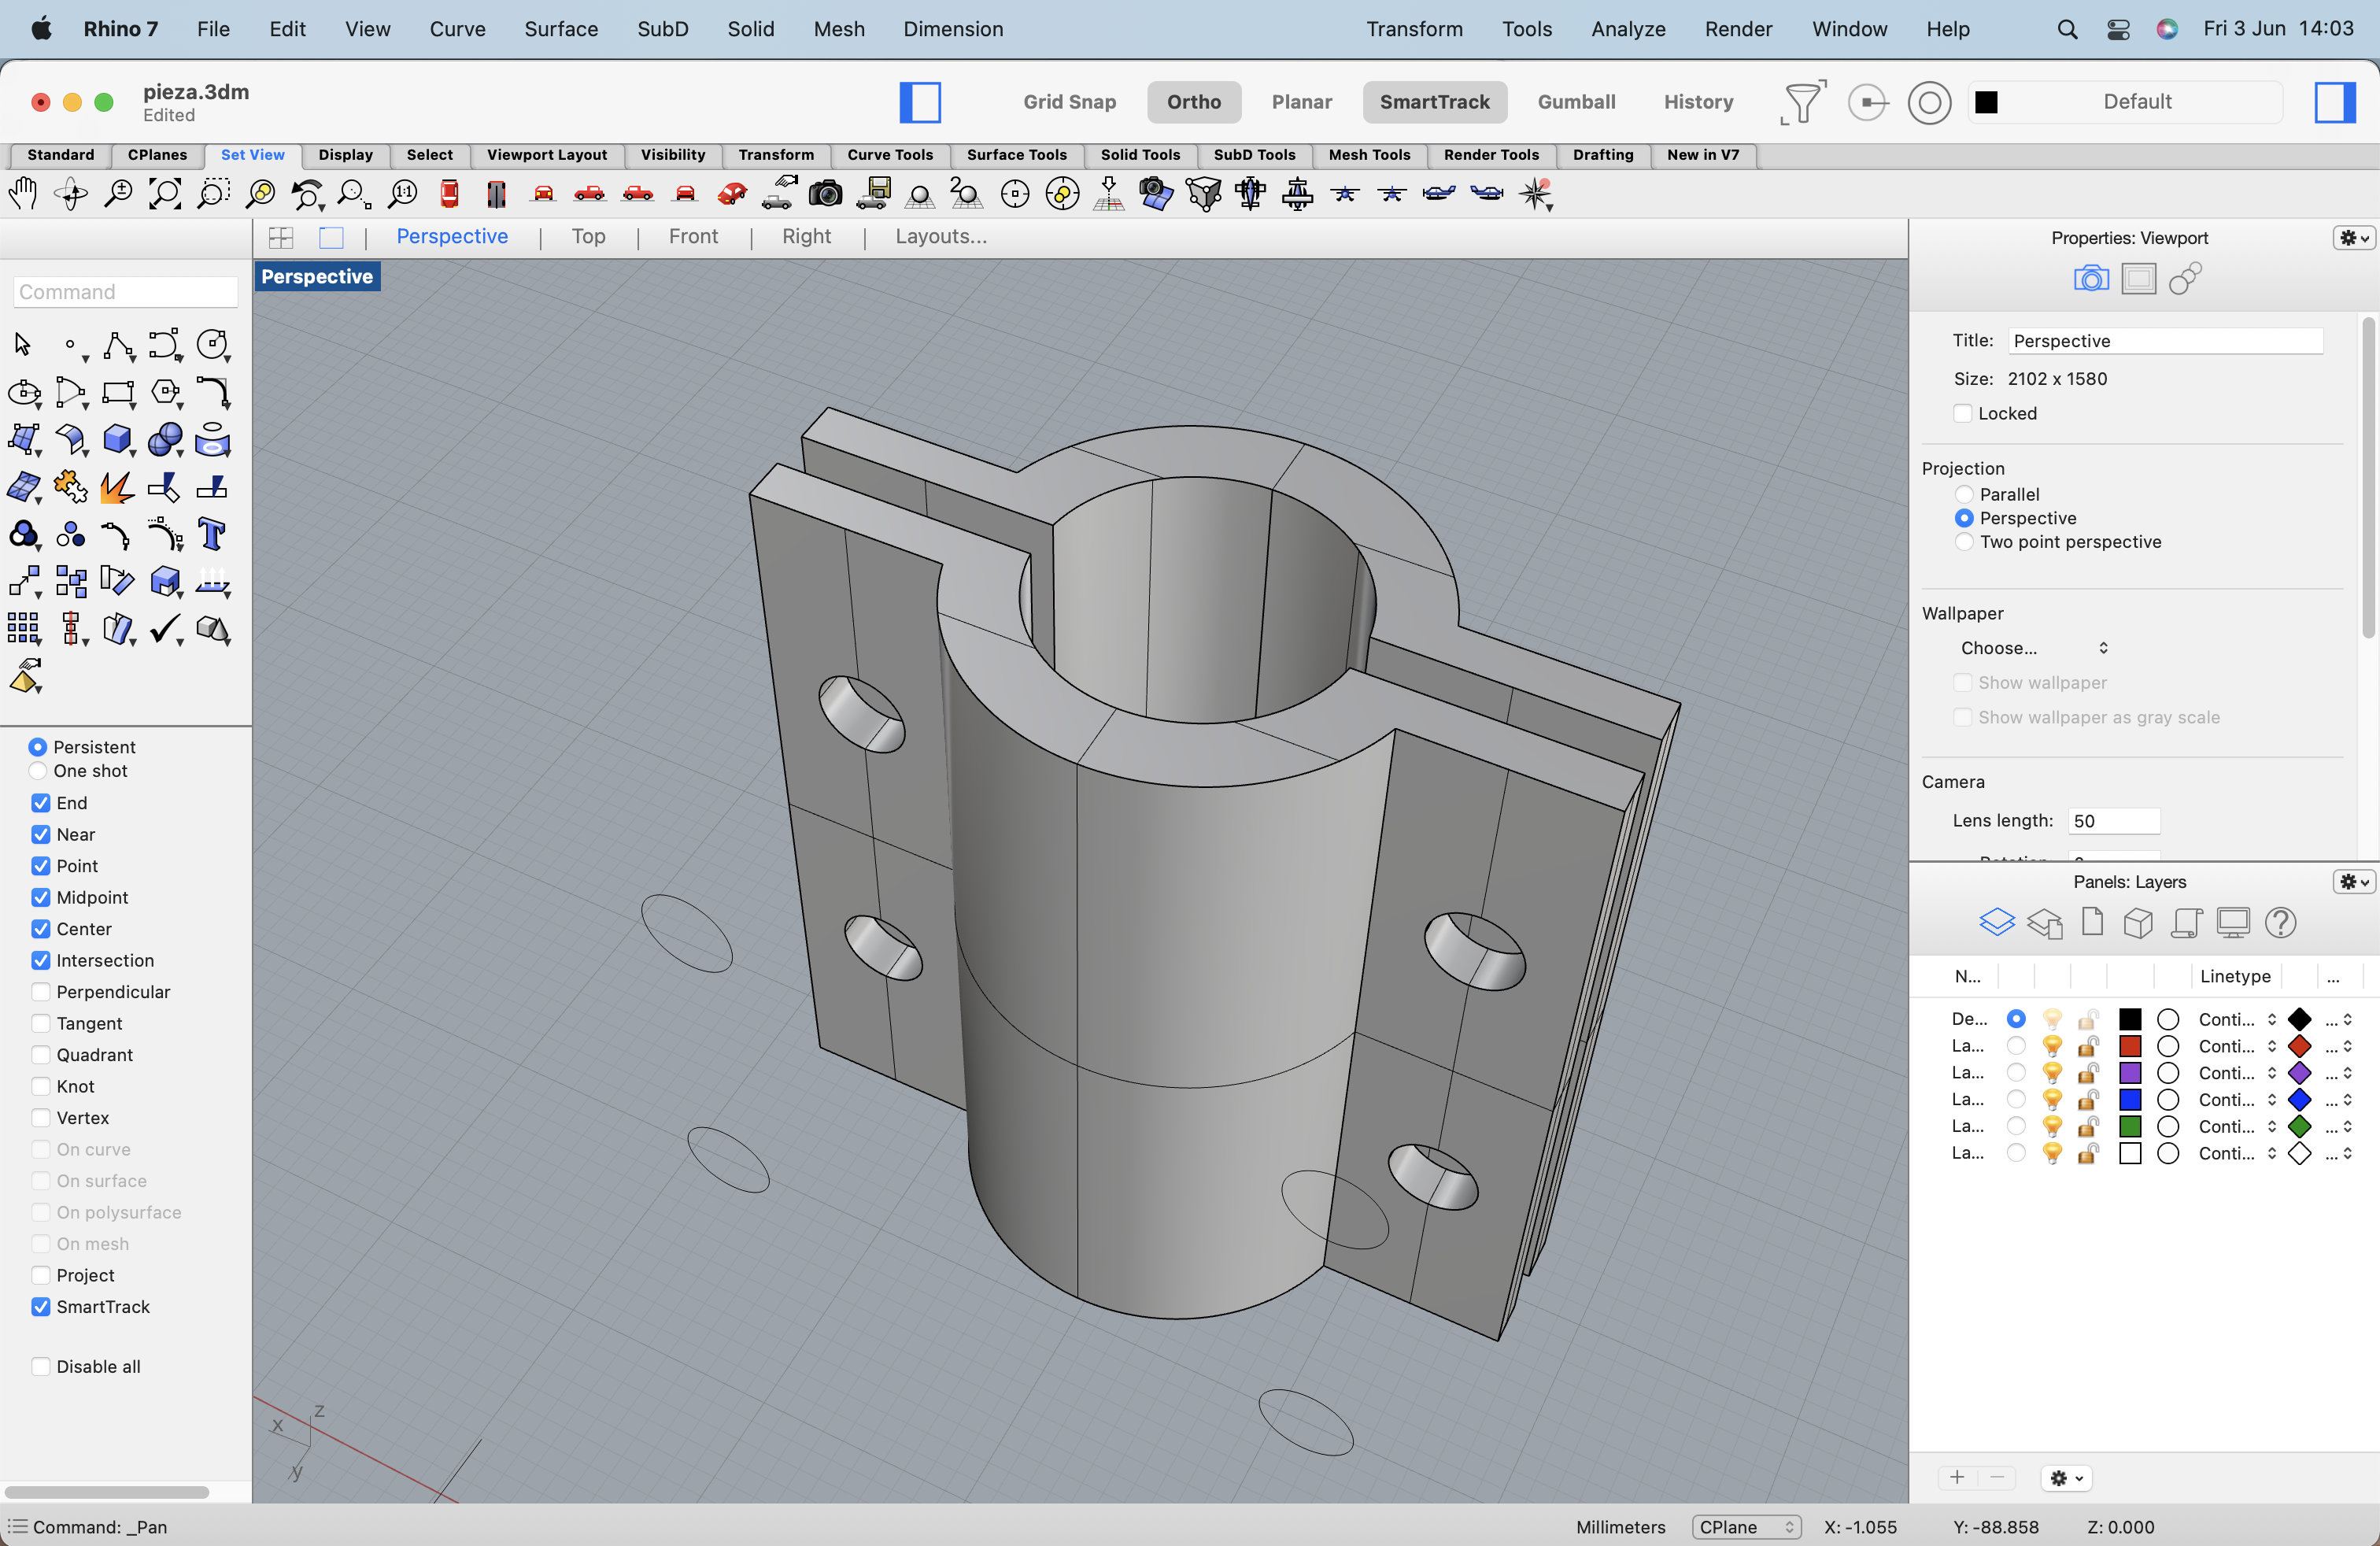 Rhino 7 File Edit View Curve Surface SubD Solid Mesh Dimension Transform Tools Analyze Render Window Help Fri 3 Jun 14:03
pieza.3dm
Edited
Grid Snap Ortho Planar SmartTrack Gumball History Default
Standard CPlanes Set View Display Select Viewport Layout Visibility Transform Curve Tools Surface Tools Solid Tools SubD Tools Mesh Tools Render Tools Drafting New in V7
1:1
2
Perspective Top Front Right Layouts...
Perspective
Command
Persistent
One shot
End
Near
Point
Midpoint
Center
Intersection
Perpendicular
Tangent
Quadrant
Knot
Vertex
On curve
On surface
On polysurface
On mesh
Project
SmartTrack
Disable all
z
x
y
Properties: Viewport
Title: Perspective
Size: 2102 x 1580
Locked
Projection
Parallel
Perspective
Two point perspective
Wallpaper
Choose...
Show wallpaper
Show wallpaper as gray scale
Camera
Lens length: 50
Panels: Layers
N... Linetype ...
De... Conti... ...
La... Conti... ...
La... Conti... ...
La... Conti... ...
La... Conti... ...
La... Conti... ...
Command: _Pan Millimeters CPlane X: -1.055 Y: -88.858 Z: 0.000